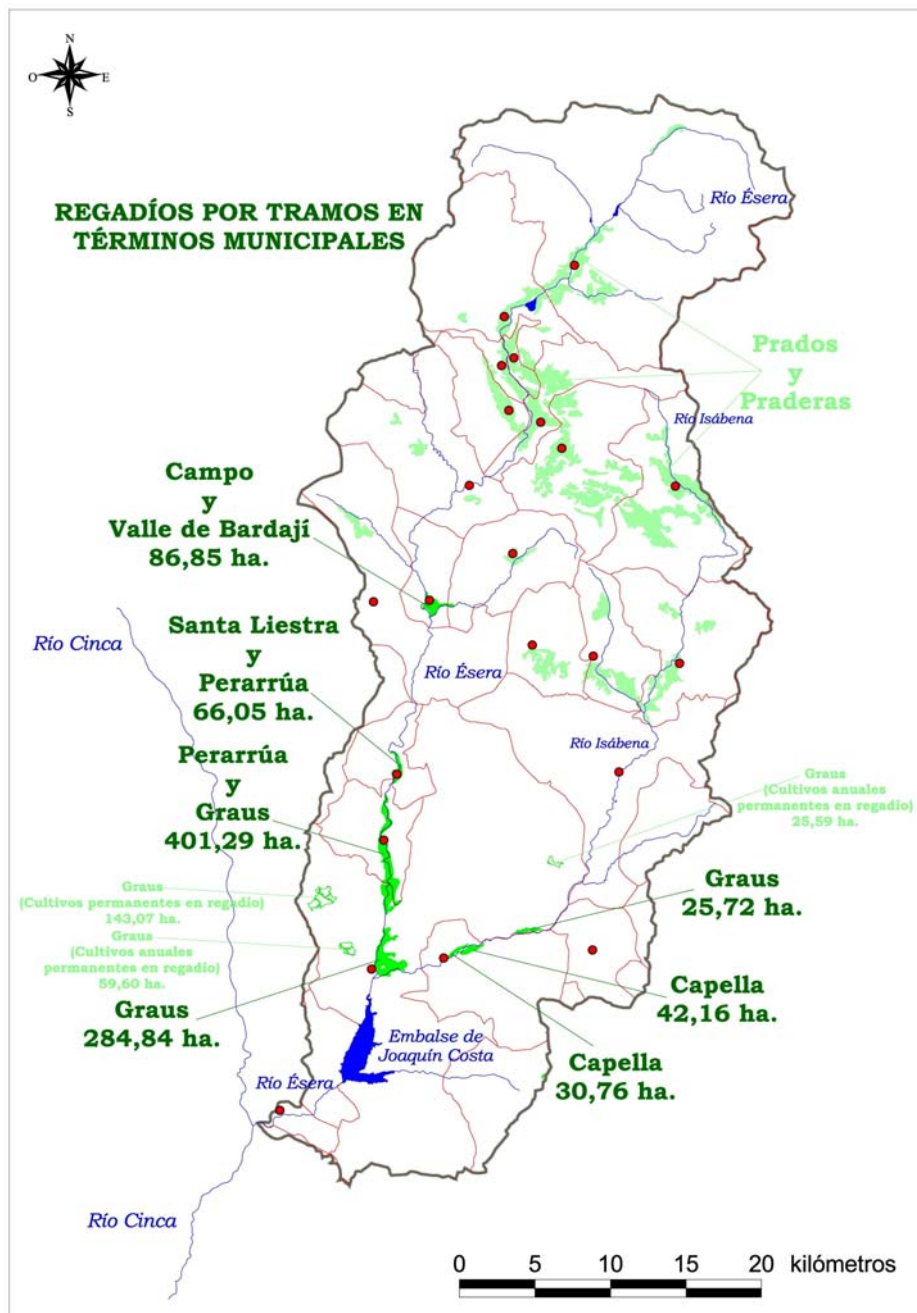 N
O
E
S
REGADÍOS POR TRAMOS EN
TÉRMINOS MUNICIPALES
Río Ésera
Prados
y
Praderas
Río Isábena
Campo
y
Valle de Bardají
86,85 ha.
Río Cinca
Santa Liestra
y
Perarrúa
66,05 ha.
Río Ésera
Río Isábena
Perarrúa
y
Graus
401,29 ha.
Graus
(Cultivos anuales
permanentes en regadío)
25,59 ha.
Graus
(Cultivos permanentes en regadío)
143,07 ha.
Graus
25,72 ha.
Graus
(Cultivos anuales
permanentes en regadío)
59,60 ha.
Graus
284,84 ha.
Capella
42,16 ha.
Embalse de
Joaquín Costa
Capella
30,76 ha.
Río Ésera
Río Cinca
0 5 10 15 20 kilómetros